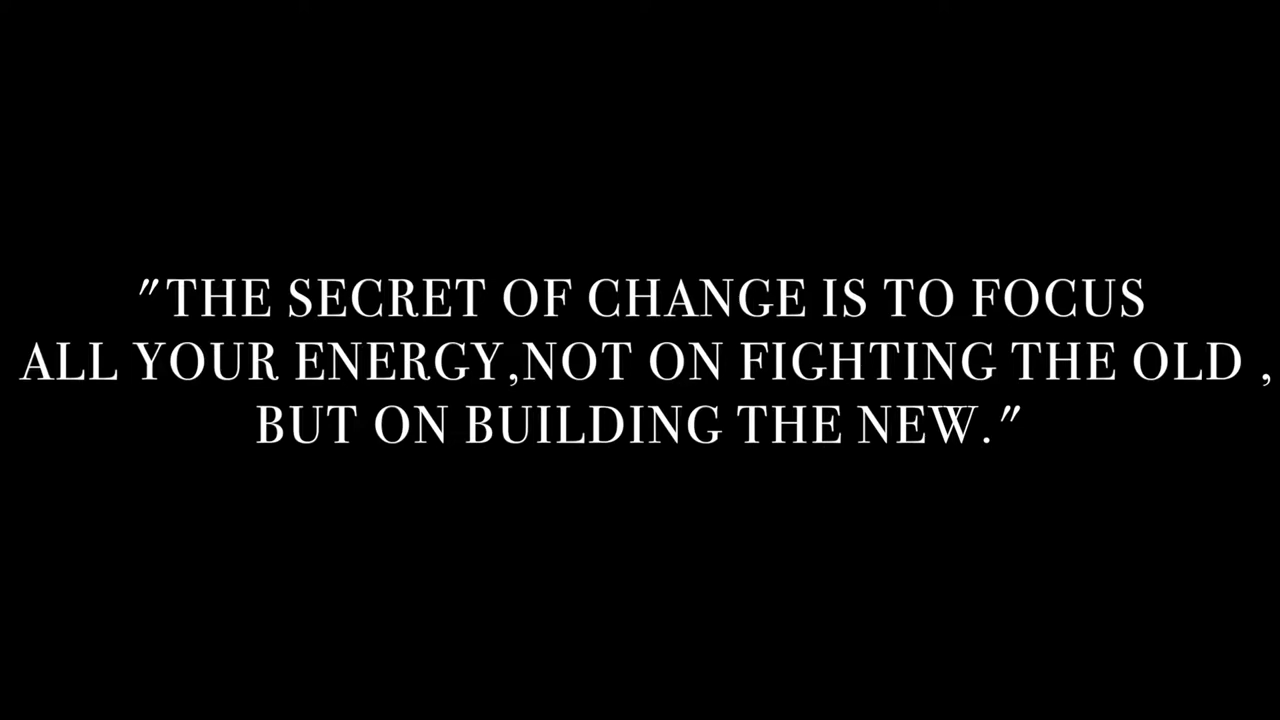 "THE SECRET OF CHANGE IS TO FOCUS
ALL YOUR ENERGY,NOT ON FIGHTING THE OLD ,
BUT ON BUILDING THE NEW."